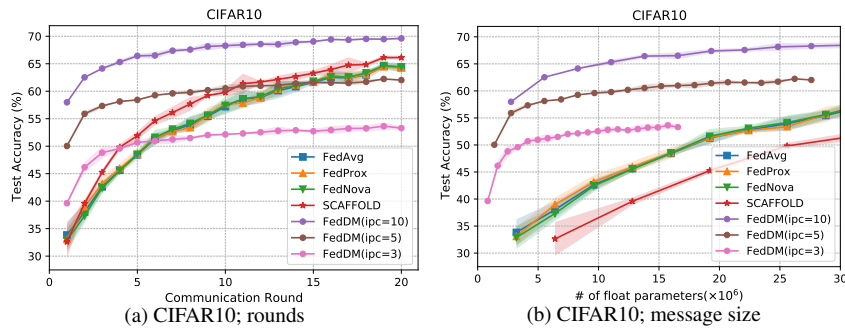 CIFAR10
Test Accuracy (%)
70
65
60
55
50
45
40
35
30
FedAvg
FedProx
FedNova
SCAFFOLD
FedDM(ipc=10)
FedDM(ipc=5)
FedDM(ipc=3)
0 5 10 15 20
Communication Round
(a) CIFAR10; rounds
CIFAR10
Test Accuracy (%)
70
65
60
55
50
45
40
35
30
FedAvg
FedProx
FedNova
SCAFFOLD
FedDM(ipc=10)
FedDM(ipc=5)
FedDM(ipc=3)
0 5 10 15 20 25 30
# of float parameters(×10⁶)
(b) CIFAR10; message size